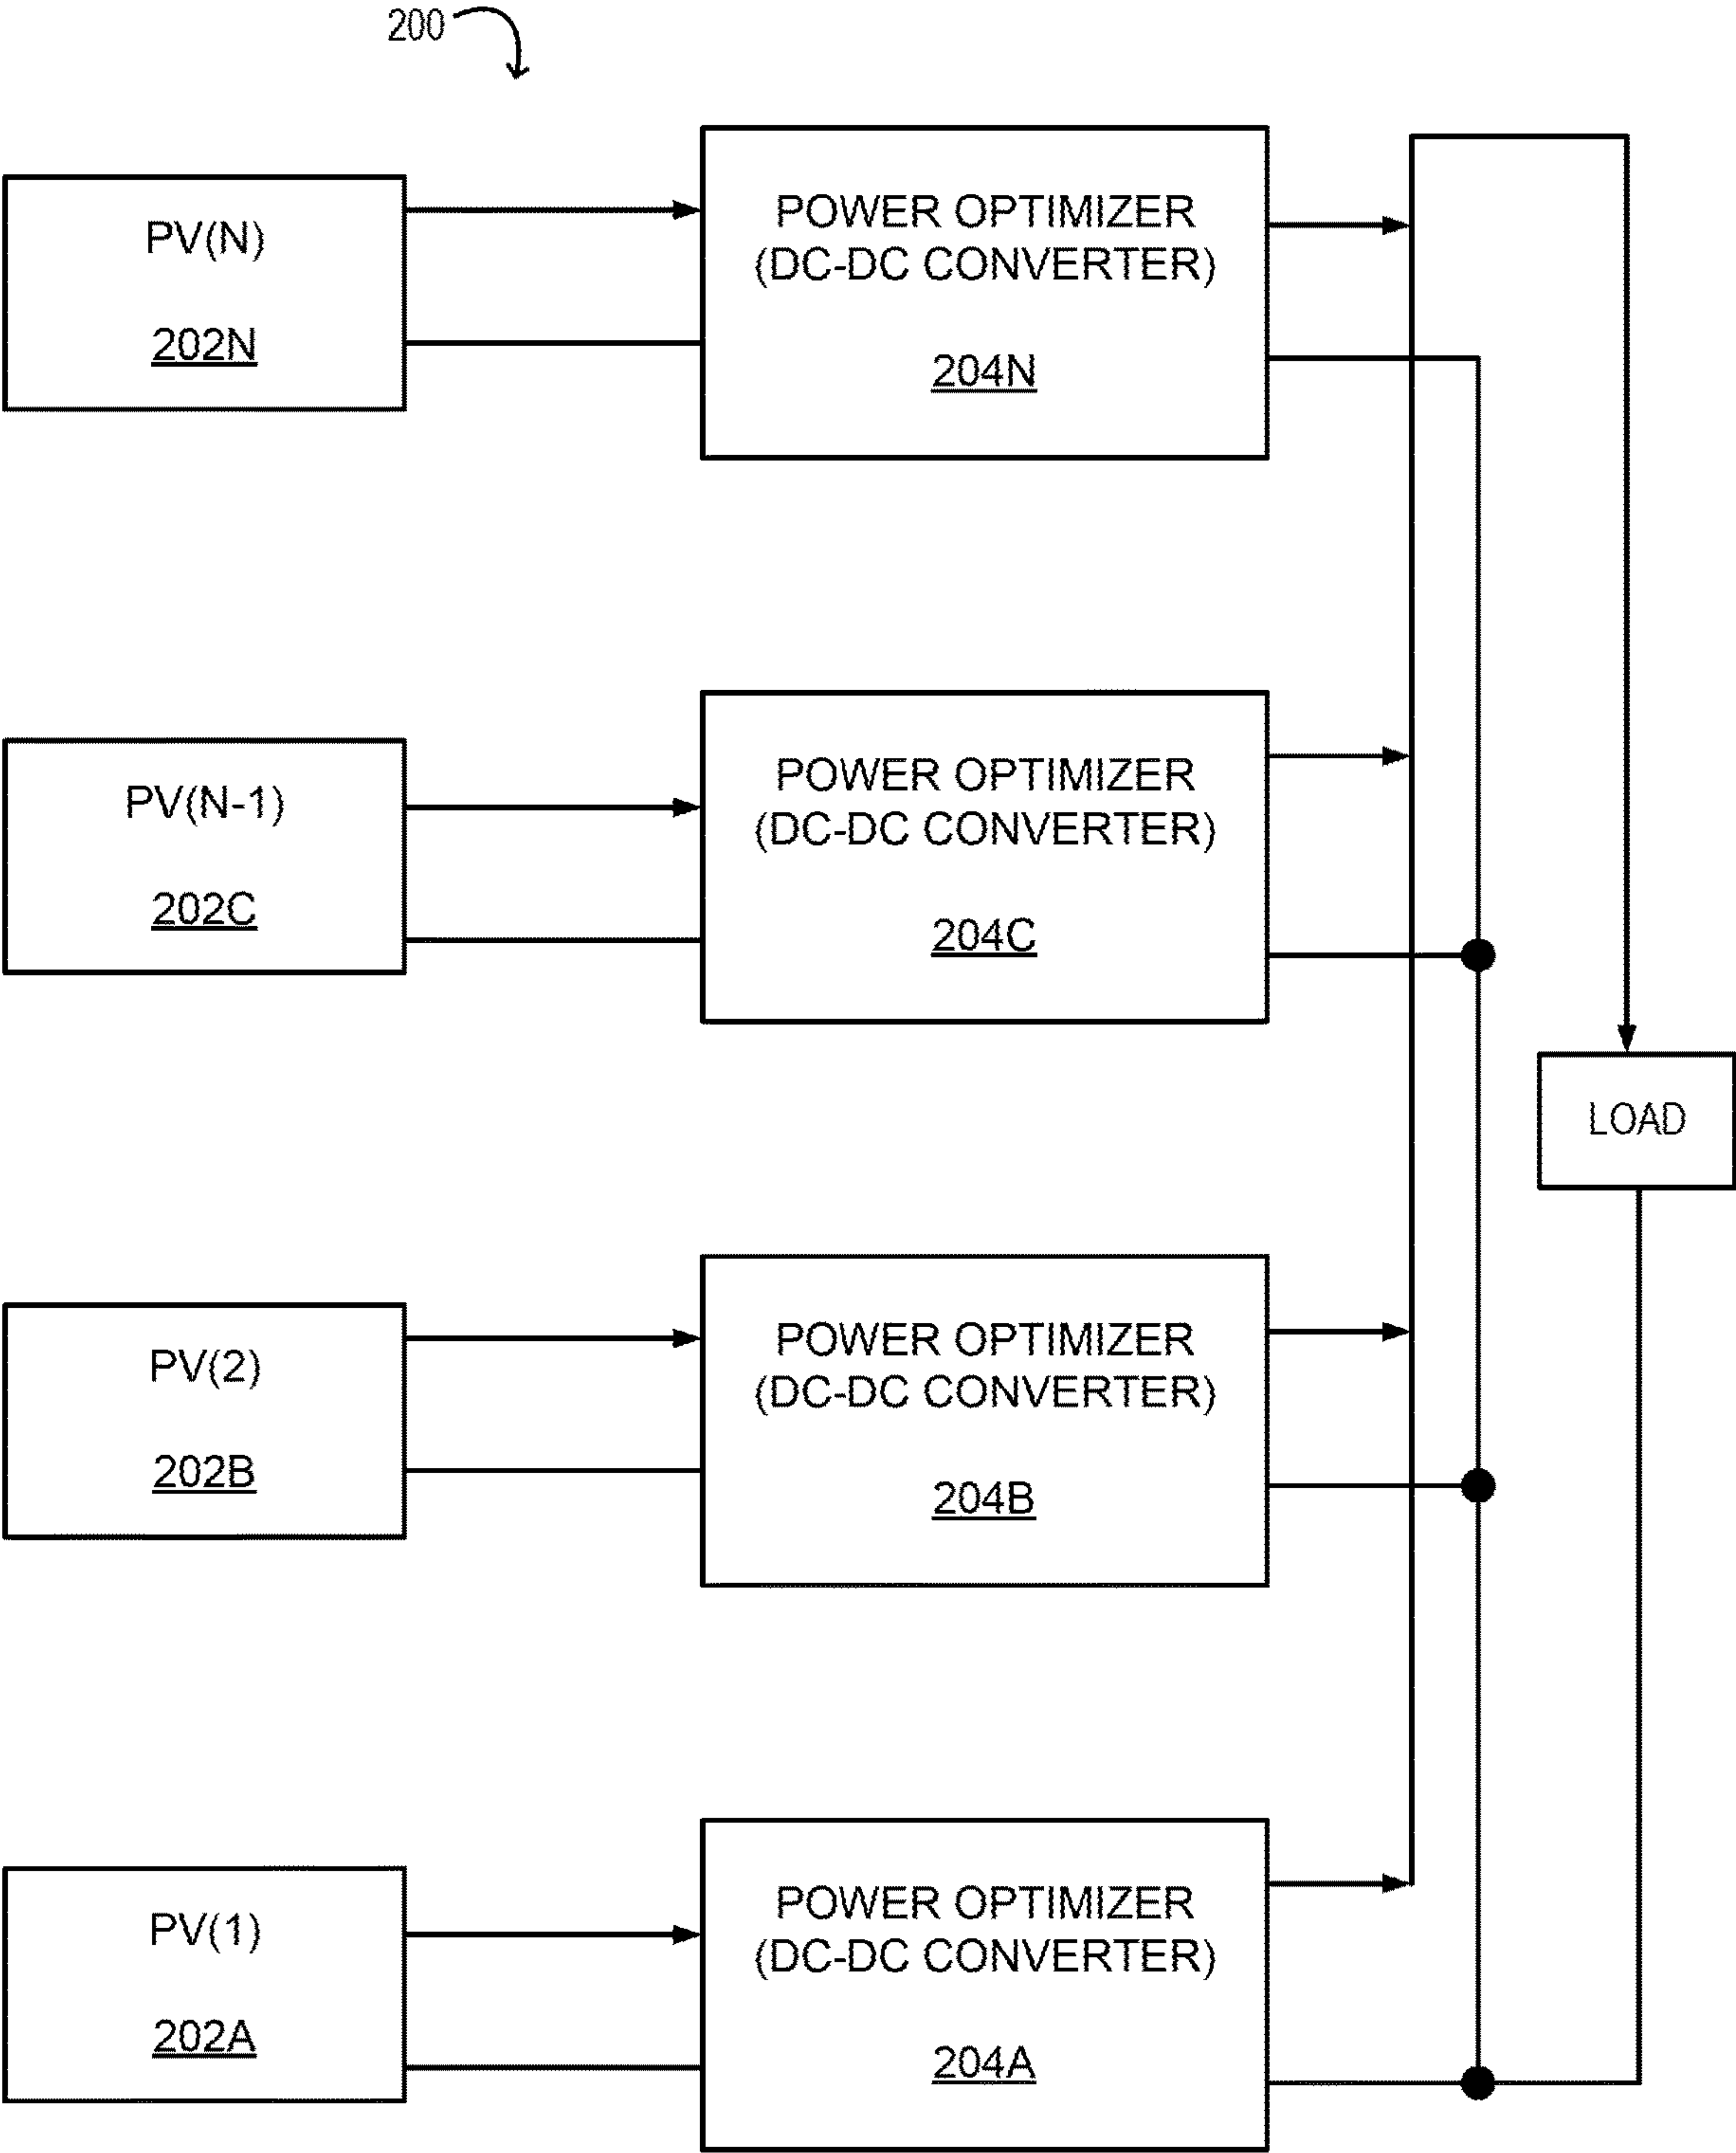 200
PV(N)
202N
POWER OPTIMIZER
(DC-DC CONVERTER)
204N
PV(N-1)
202C
POWER OPTIMIZER
(DC-DC CONVERTER)
204C
LOAD
PV(2)
202B
POWER OPTIMIZER
(DC-DC CONVERTER)
204B
PV(1)
202A
POWER OPTIMIZER
(DC-DC CONVERTER)
204A